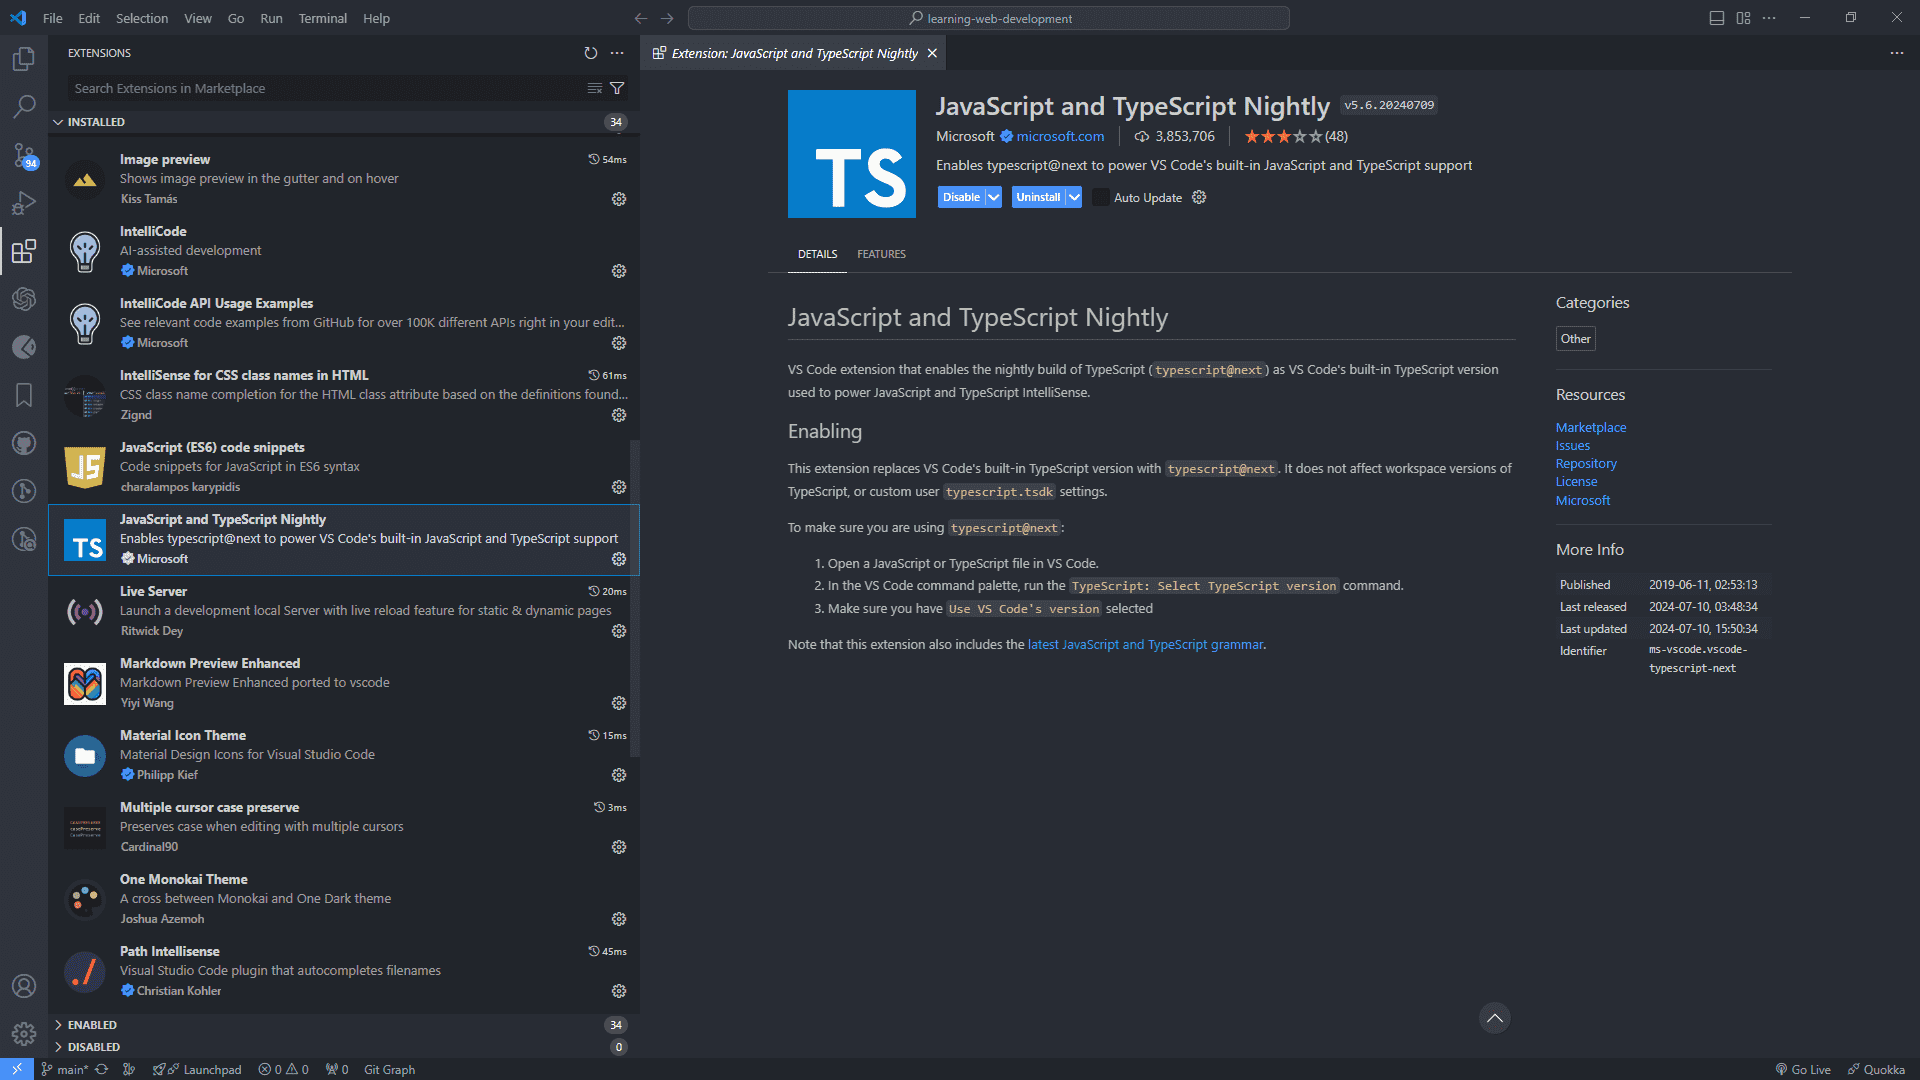 File Edit Selection View Go Run Terminal Help
learning-web-development
EXTENSIONS
Search Extensions in Marketplace
INSTALLED 34
94
Image preview 54ms
Shows image preview in the gutter and on hover
Kiss Tamás
IntelliCode
AI-assisted development
Microsoft
IntelliCode API Usage Examples
See relevant code examples from GitHub for over 100K different APIs right in your edit...
Microsoft
IntelliSense for CSS class names in HTML 61ms
CSS class name completion for the HTML class attribute based on the definitions found...
Zignd
JS
JavaScript (ES6) code snippets
Code snippets for JavaScript in ES6 syntax
charalampos karypidis
TS
JavaScript and TypeScript Nightly
Enables typescript@next to power VS Code's built-in JavaScript and TypeScript support
Microsoft
Live Server 20ms
Launch a development local Server with live reload feature for static & dynamic pages
Ritwick Dey
Markdown Preview Enhanced
Markdown Preview Enhanced ported to vscode
Yiyi Wang
Material Icon Theme 15ms
Material Design Icons for Visual Studio Code
Philipp Kief
Multiple cursor case preserve 3ms
Preserves case when editing with multiple cursors
Cardinal90
One Monokai Theme
A cross between Monokai and One Dark theme
Joshua Azemoh
Path Intellisense 45ms
Visual Studio Code plugin that autocompletes filenames
Christian Kohler
ENABLED 34
DISABLED 0
Extension: JavaScript and TypeScript Nightly
TS
JavaScript and TypeScript Nightly v5.6.20240709
Microsoft microsoft.com 3,853,706 (48)
Enables typescript@next to power VS Code's built-in JavaScript and TypeScript support
Disable Uninstall Auto Update
DETAILS FEATURES
JavaScript and TypeScript Nightly
VS Code extension that enables the nightly build of TypeScript (typescript@next) as VS Code's built-in TypeScript version
used to power JavaScript and TypeScript IntelliSense.
Enabling
This extension replaces VS Code's built-in TypeScript version with typescript@next. It does not affect workspace versions of
TypeScript, or custom user typescript.tsdk settings.
To make sure you are using typescript@next:
1. Open a JavaScript or TypeScript file in VS Code.
2. In the VS Code command palette, run the TypeScript: Select TypeScript version command.
3. Make sure you have Use VS Code's version selected
Note that this extension also includes the latest JavaScript and TypeScript grammar.
Categories
Other
Resources
Marketplace
Issues
Repository
License
Microsoft
More Info
Published 2019-06-11, 02:53:13
Last released 2024-07-10, 03:48:34
Last updated 2024-07-10, 15:50:34
Identifier ms-vscode.vscode-
typescript-next
main* Launchpad 0 0 0 Git Graph Go Live Quokka